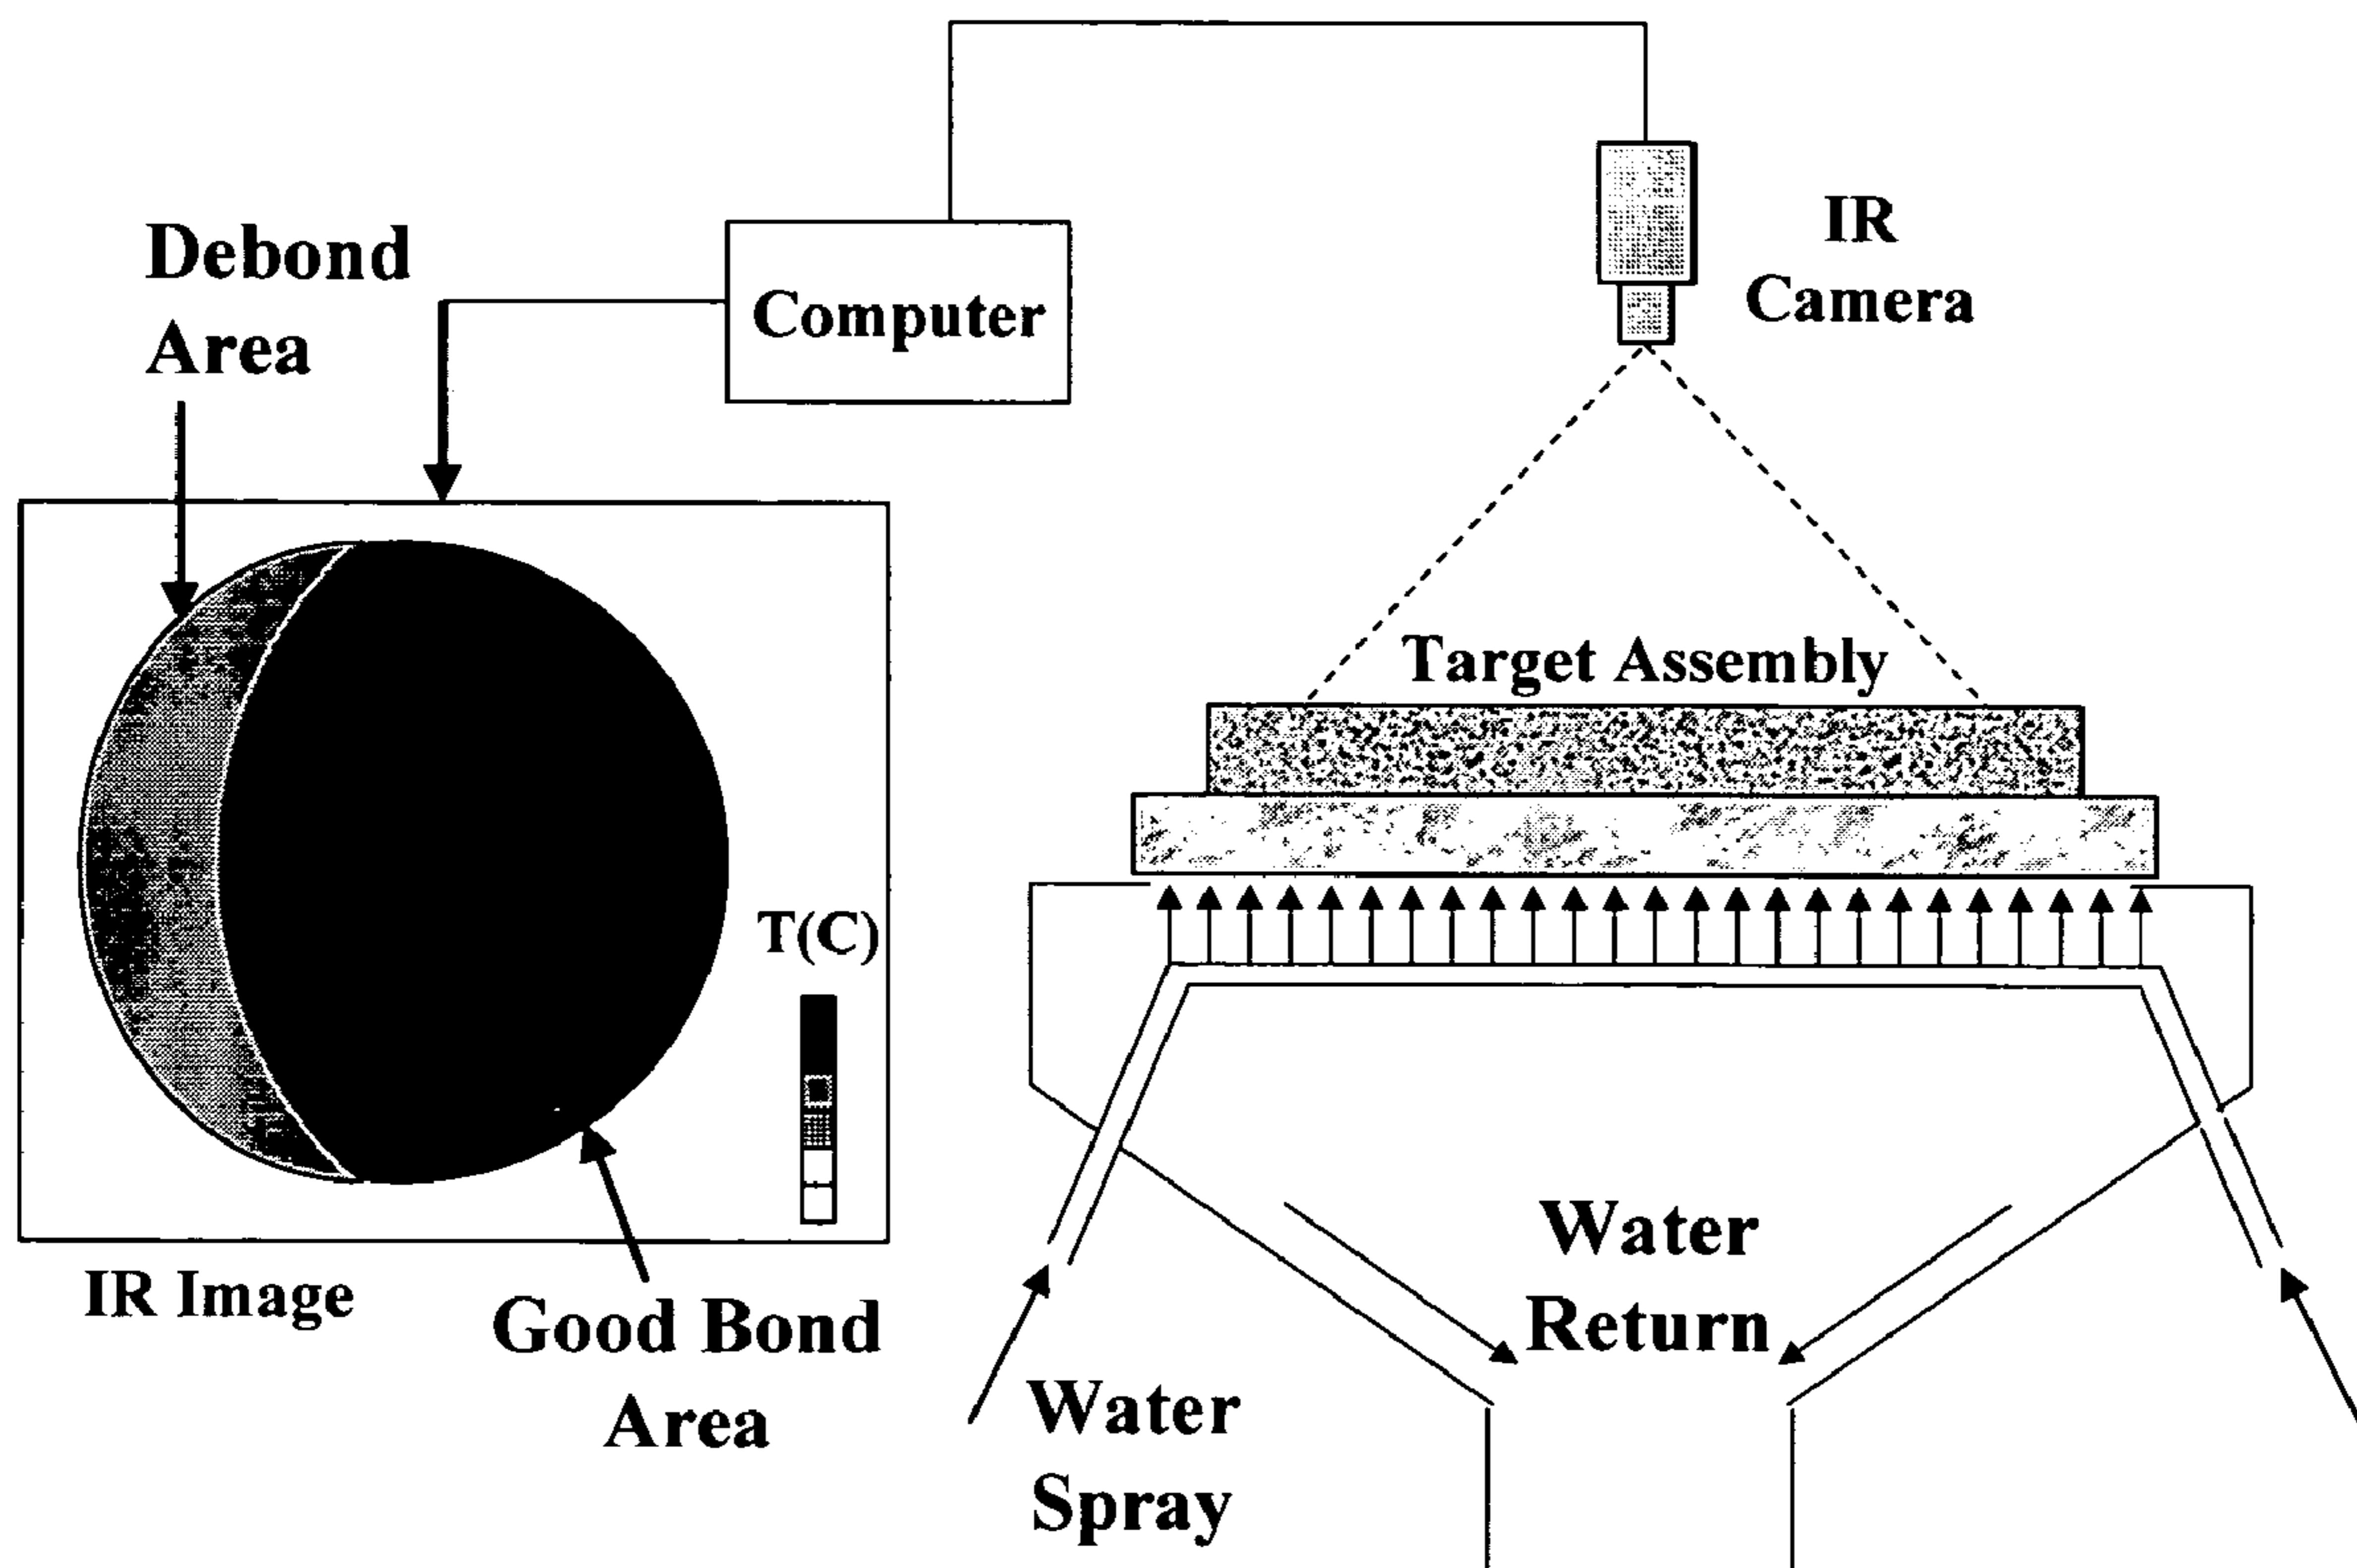 IR
Camera
Debond
Area
Computer
Target Assembly
T(C)
IR Image
Good Bond
Area
Water
Return
Water
Spray